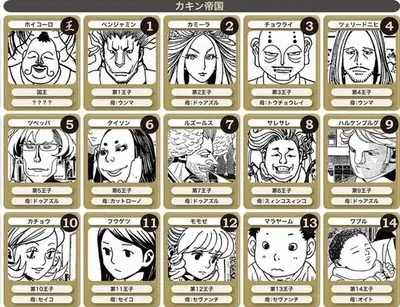 カキン帝国
ホイコーロ 王
国王
????
ベンジャミン 1
第1王子
母:ウンマ
カミーラ 2
第2王子
母:ドゥアズル
チョウライ 3
第3王子
母:トウチョウレイ
ツェリードニヒ 4
第4王子
母:ウンマ
ツベッパ 5
第5王子
母:ドゥアズル
タイソン 6
第6王子
母:カットローノ
ルズールス 7
第7王子
母:ドゥアズル
サレサレ 8
第8王子
母:スィンコスィンコ
ハルケンブルグ 9
第9王子
母:ドゥアズル
カチョウ 10
第10王子
母:セイコ
フウゲツ 11
第11王子
母:セイコ
モモゼ 12
第12王子
母:セヴァンチ
マラヤーム 13
第13王子
母:セヴァンチ
ワブル 14
第14王子
母:オイト